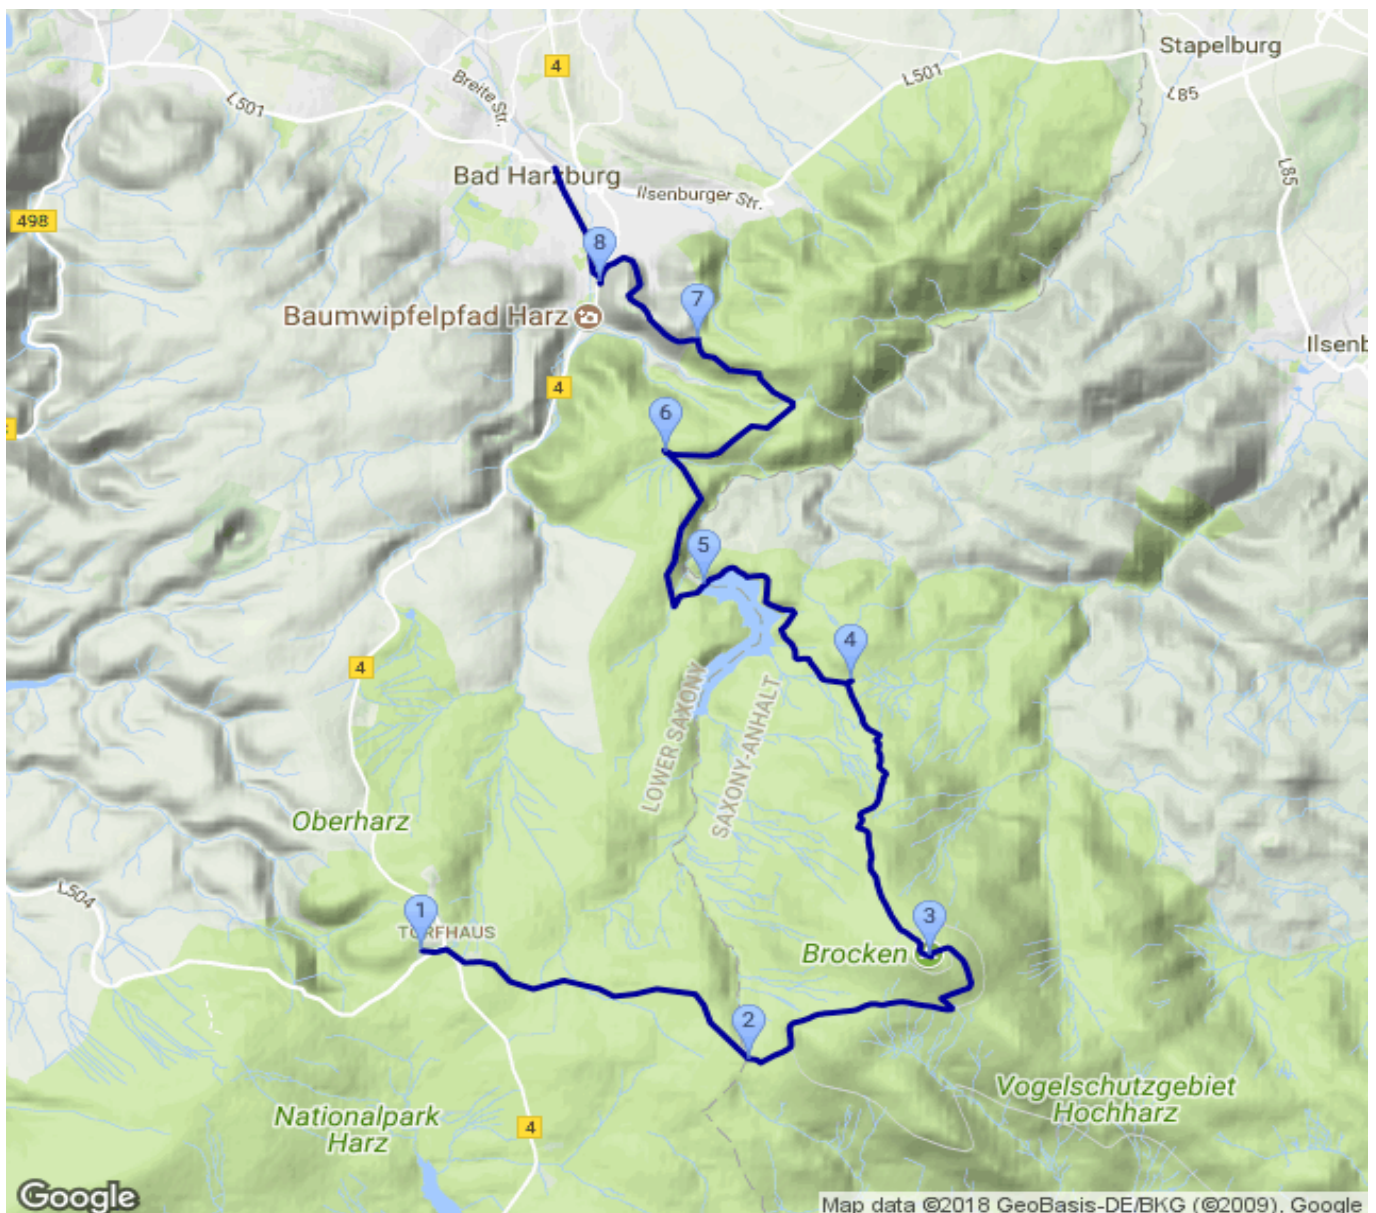 Stapelburg
4
L501
L85
Breite Str.
L501
Bad Harzburg
L85
Ilsenburger Str.
498
8
7
Baumwipfelpfad Harz
Ilsenb
4
6
5
4
4
LOWER SAXONY
SAXONY-ANHALT
Oberharz
L504
1
3
TORFHAUS
Brocken
2
Vogelschutzgebiet
Hochharz
Nationalpark
Harz
4
Google
Map data ©2018 GeoBasis-DE/BKG (©2009), Google